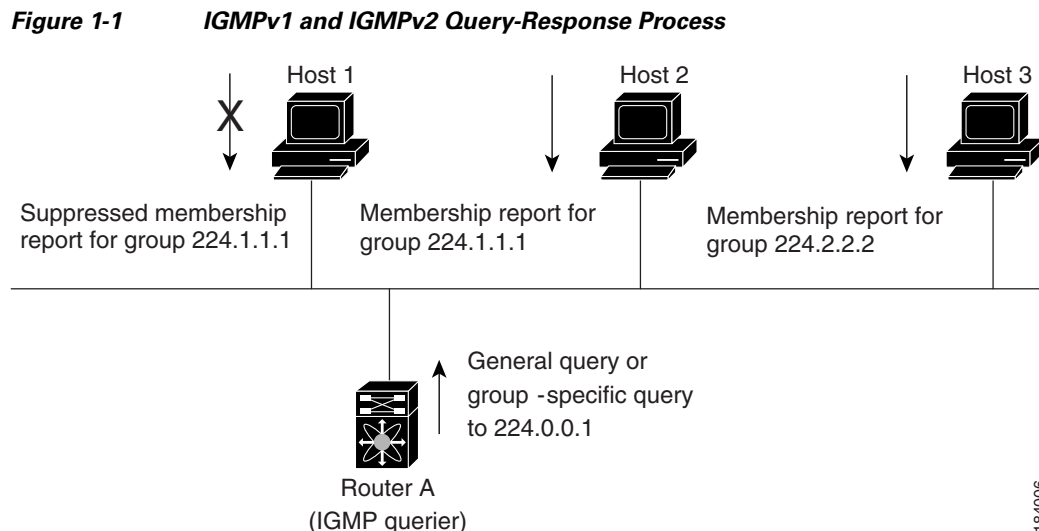 Figure 1-1 IGMPv1 and IGMPv2 Query-Response Process
Host 1
Host 2
Host 3
X
Suppressed membership
report for group 224.1.1.1
Membership report for
group 224.1.1.1
Membership report for
group 224.2.2.2
General query or
group -specific query
to 224.0.0.1
Router A
(IGMP querier)